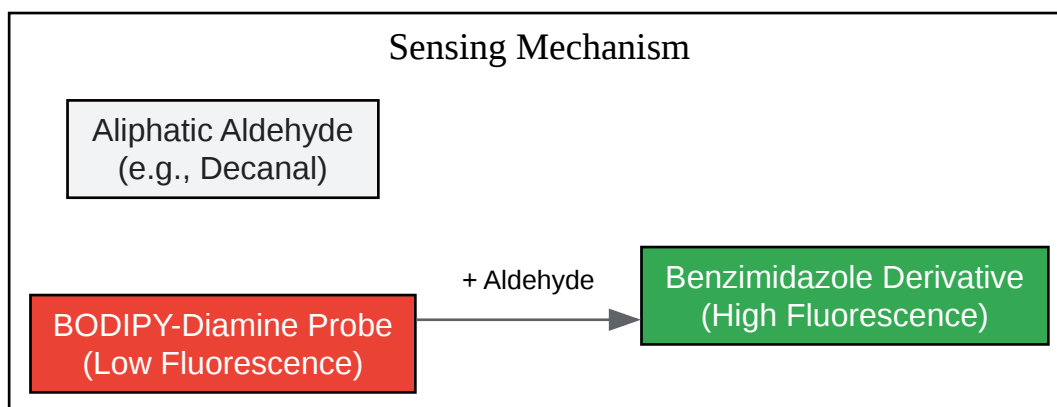 Sensing Mechanism
Aliphatic Aldehyde
(e.g., Decanal)
BODIPY-Diamine Probe
(Low Fluorescence)
+ Aldehyde
Benzimidazole Derivative
(High Fluorescence)